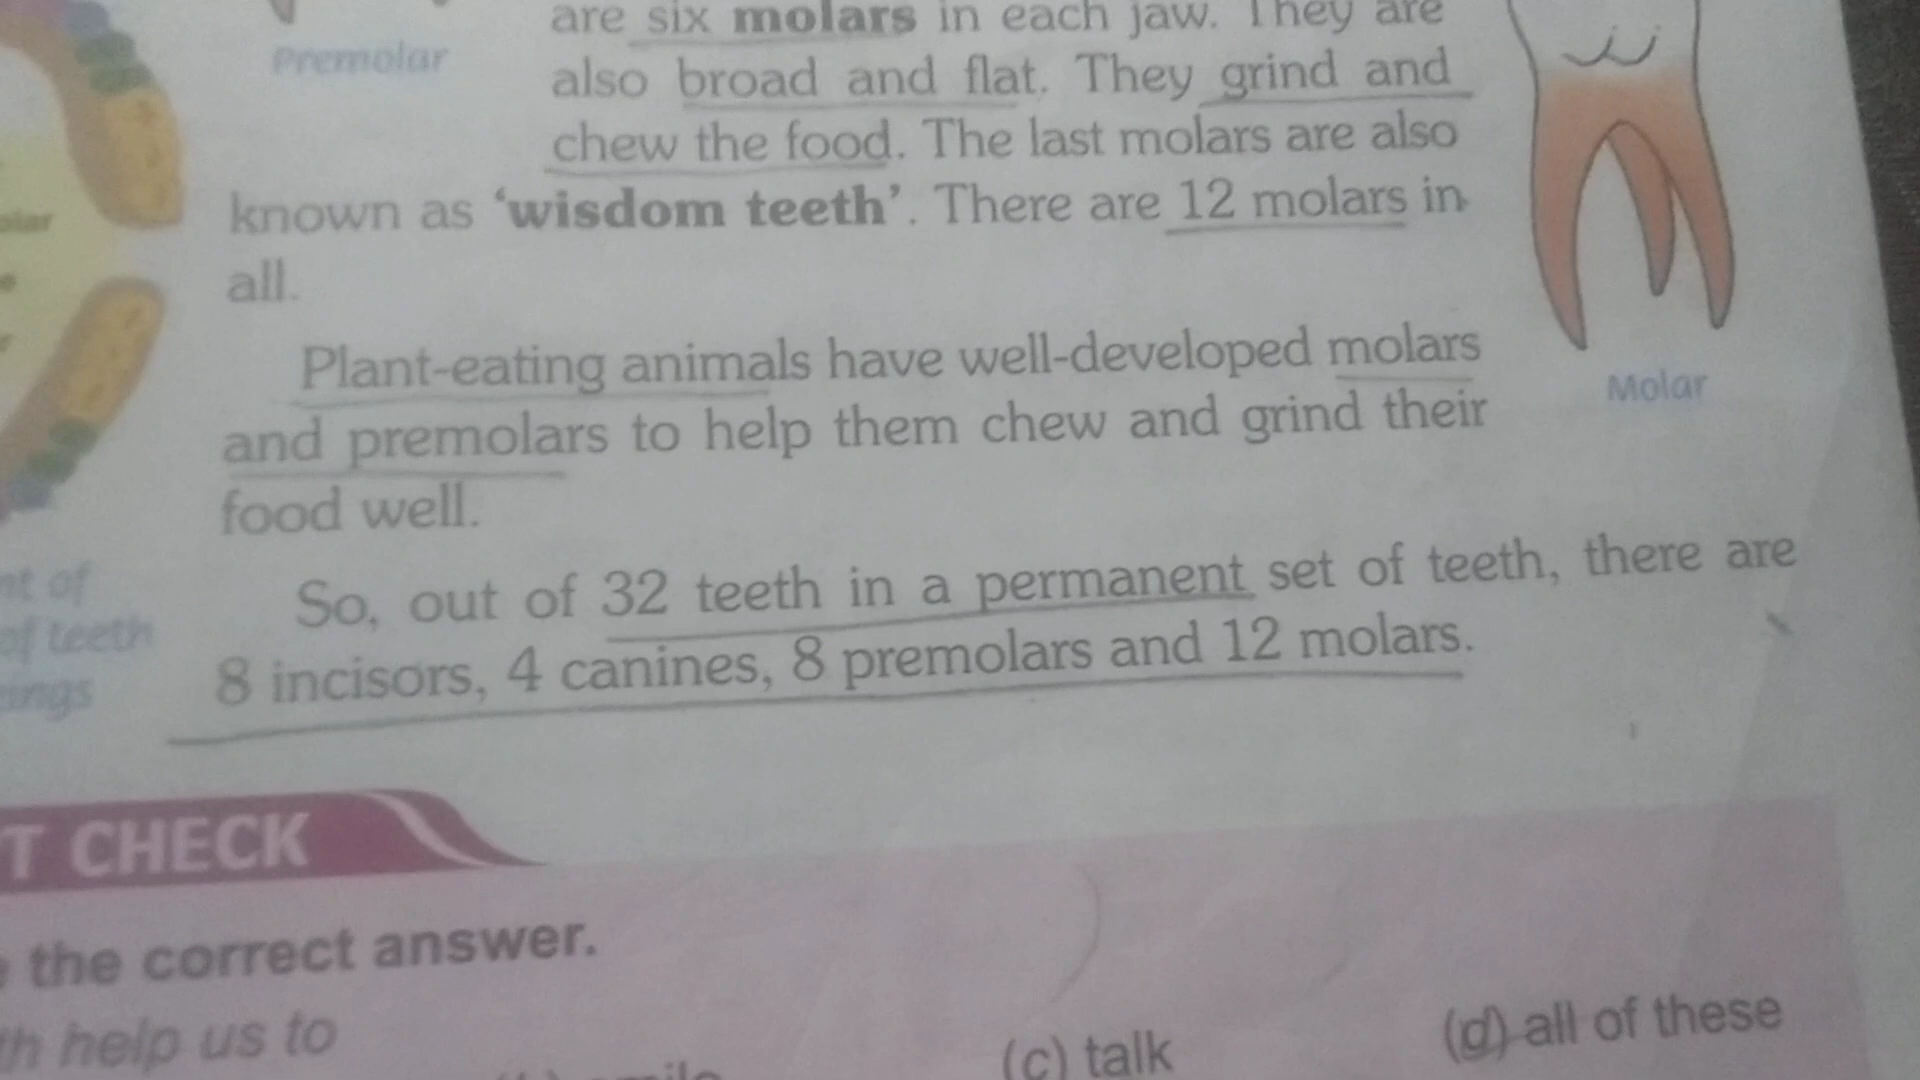 are six molars in each jaw. They are
Premolar
also broad and flat. They grind and
chew the food. The last molars are also
known as ‘wisdom teeth’. There are 12 molars in
all.
Plant-eating animals have well-developed molars
and premolars to help them chew and grind their
food well.
Molar
So, out of 32 teeth in a permanent set of teeth, there are
8 incisors, 4 canines, 8 premolars and 12 molars.
of
of teeth
T CHECK
the correct answer.
help us to
(c) talk
(d) all of these